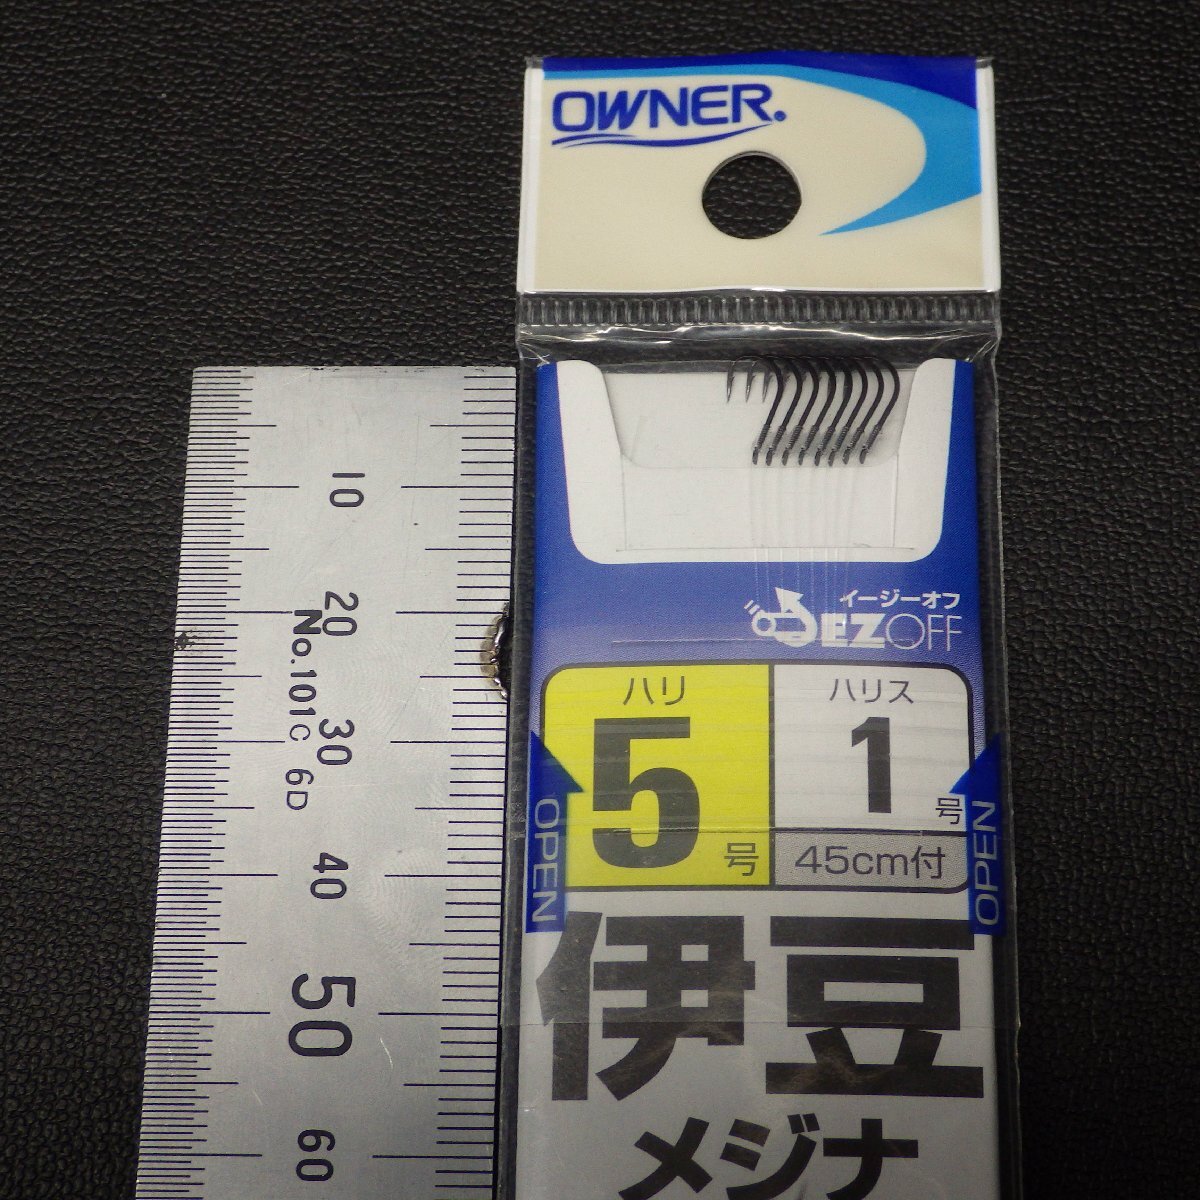 OWNER.
10
20
No.101C 6D
30
40
50
60
イージーオフ
EZOFF
ハリ
5号
ハリス
1号
45cm付
OPEN
OPEN
伊豆
メジナ